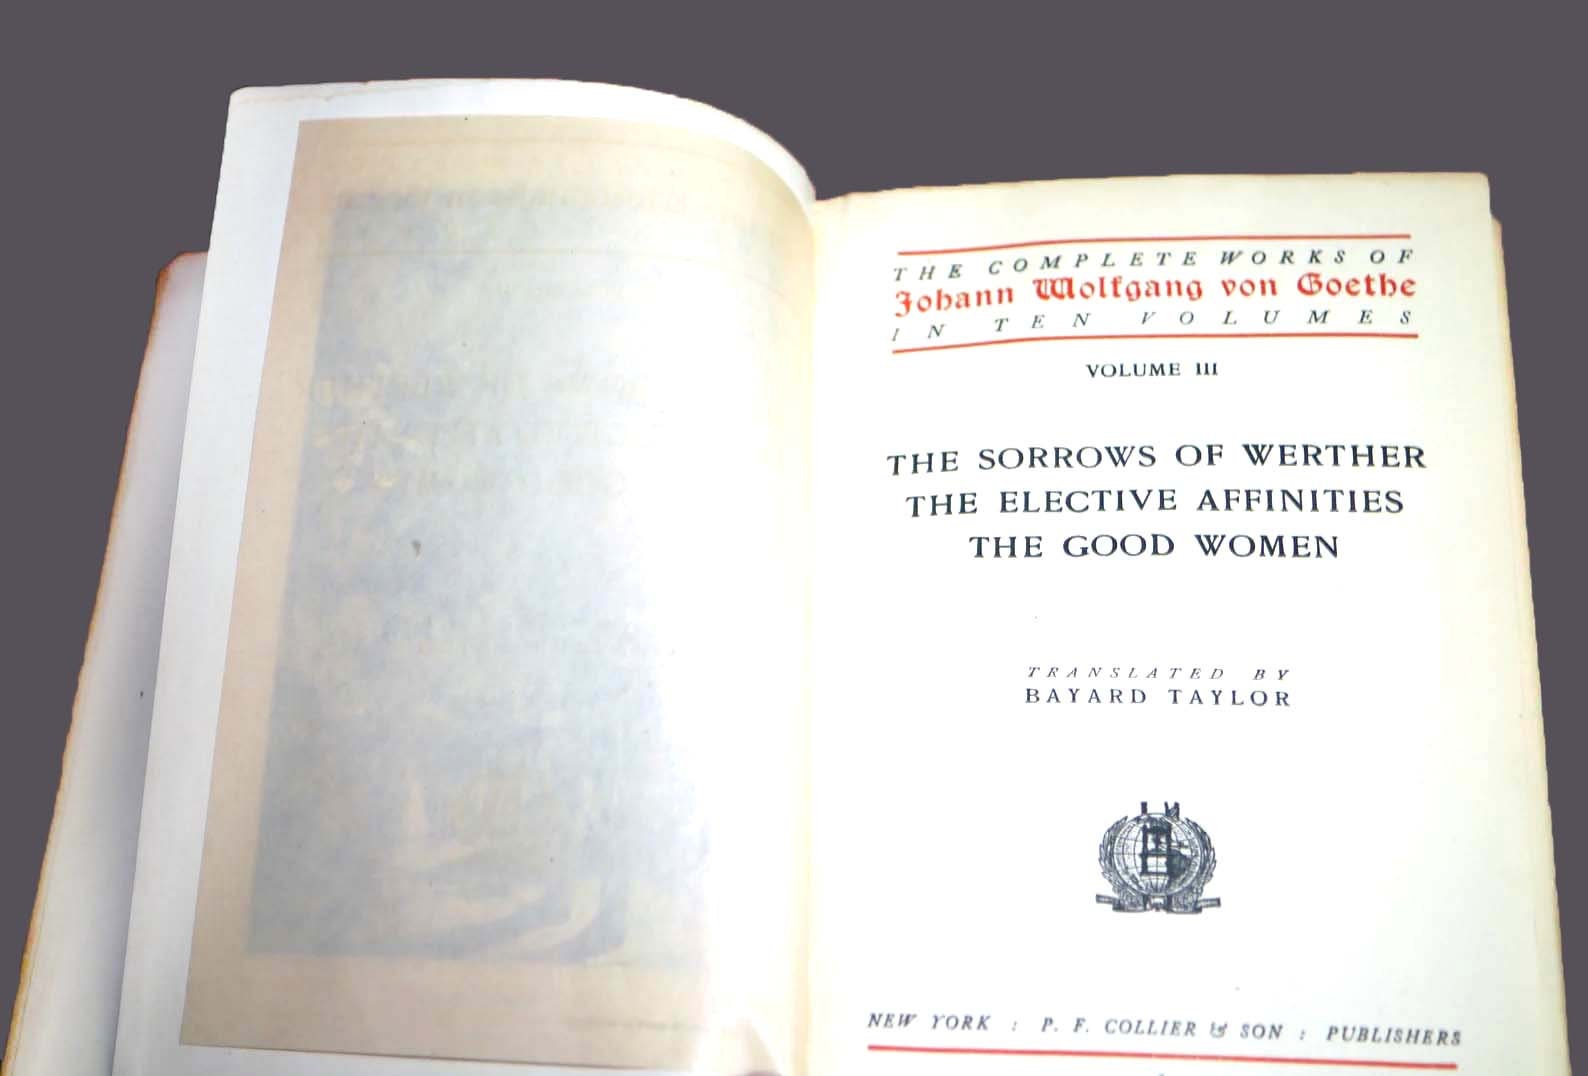 THE COMPLETE WORKS OF
Johann Wolfgang von Goethe
IN TEN VOLUMES
VOLUME III
THE SORROWS OF WERTHER
THE ELECTIVE AFFINITIES
THE GOOD WOMEN
TRANSLATED BY
BAYARD TAYLOR
NEW YORK : P. F. COLLIER & SON : PUBLISHERS